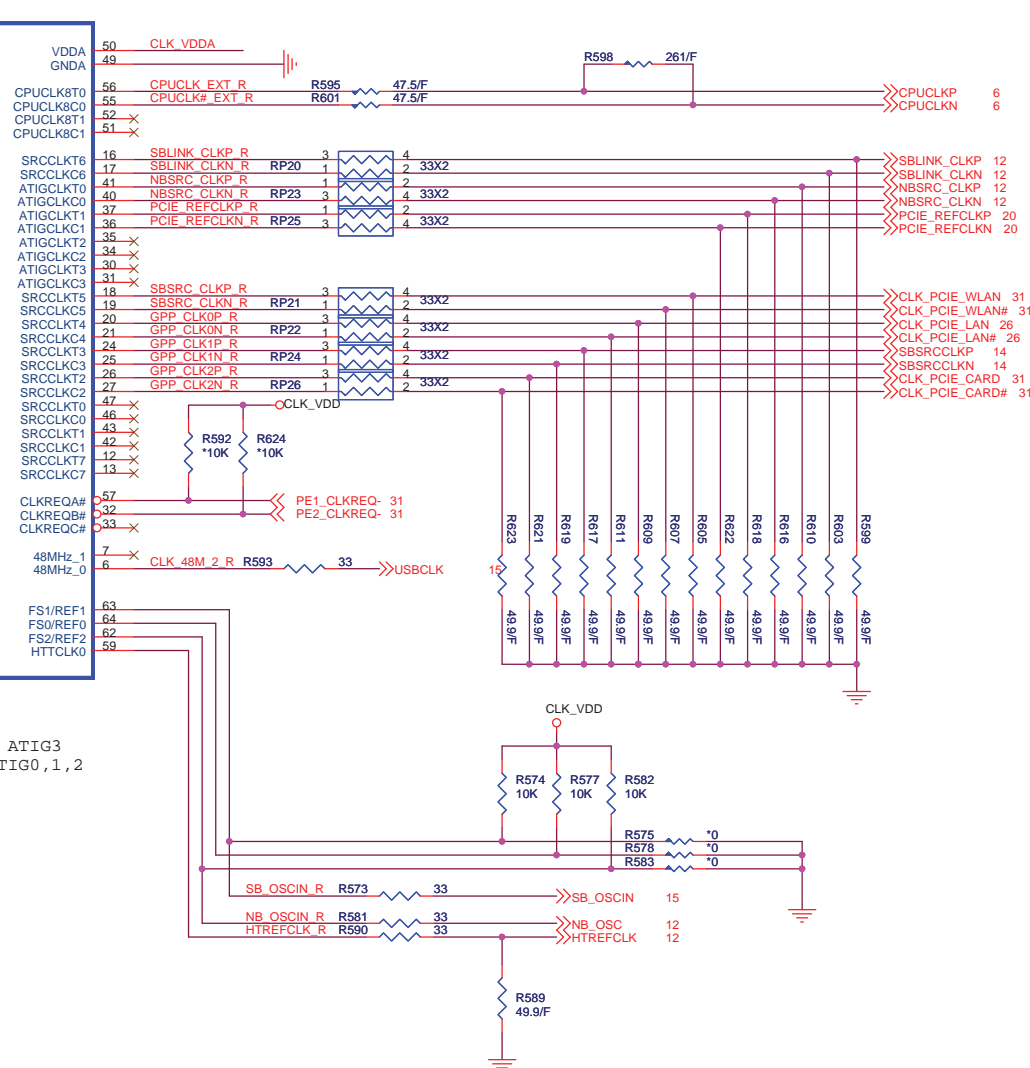 VDDA 50 CLK_VDDA
GNDA 49
R598 261/F
CPUCLK8T0 56 CPUCLK_EXT_R R595 47.5/F CPUCLKP 6
CPUCLK8C0 55 CPUCLK#_EXT_R R601 47.5/F CPUCLKN 6
CPUCLK8T1 52
CPUCLK8C1 51
SRCCLKT6 16 SBLINK_CLKP_R 3 4 SBLINK_CLKP 12
SRCCLKC6 17 SBLINK_CLKN_R RP20 1 2 33X2 SBLINK_CLKN 12
ATIGCLKT0 41 NBSRC_CLKP_R 1 2 NBSRC_CLKP 12
ATIGCLKC0 40 NBSRC_CLKN_R RP23 3 4 33X2 NBSRC_CLKN 12
ATIGCLKT1 37 PCIE_REFCLKP_R 1 2 PCIE_REFCLKP 20
ATIGCLKC1 36 PCIE_REFCLKN_R RP25 3 4 33X2 PCIE_REFCLKN 20
ATIGCLKT2 35
ATIGCLKC2 34
ATIGCLKT3 30
ATIGCLKC3 31
SRCCLKT5 18 SBSRC_CLKP_R 3 4 CLK_PCIE_WLAN 31
SRCCLKC5 19 SBSRC_CLKN_R RP21 1 2 33X2 CLK_PCIE_WLAN# 31
SRCCLKT4 20 GPP_CLK0P_R 3 4 CLK_PCIE_LAN 26
SRCCLKC4 21 GPP_CLK0N_R RP22 1 2 33X2 CLK_PCIE_LAN# 26
SRCCLKT3 24 GPP_CLK1P_R 3 4 SBSRCCLKP 14
SRCCLKC3 25 GPP_CLK1N_R RP24 1 2 33X2 SBSRCCLKN 14
SRCCLKT2 26 GPP_CLK2P_R 3 4 CLK_PCIE_CARD 31
SRCCLKC2 27 GPP_CLK2N_R RP26 1 2 33X2 CLK_PCIE_CARD# 31
SRCCLKT0 47 CLK_VDD
SRCCLKC0 46
SRCCLKT1 43 R592 R624
SRCCLKC1 42 *10K *10K
SRCCLKT7 12
SRCCLKC7 13
CLKREQA# 57 PE1_CLKREQ- 31
CLKREQB# 32 PE2_CLKREQ- 31
CLKREQC# 33
R623 R621 R619 R617 R611 R609 R607 R605 R622 R618 R616 R610 R603 R599
48MHz_1 7
48MHz_0 6 CLK_48M_2_R R593 33 USBCLK 15
49.9/F 49.9/F 49.9/F 49.9/F 49.9/F 49.9/F 49.9/F 49.9/F 49.9/F 49.9/F 49.9/F 49.9/F 49.9/F 49.9/F
FS1/REF1 63
FS0/REF0 64
FS2/REF2 62
HTTCLK0 59
CLK_VDD
ATIG3
TIG0,1,2
R574 R577 R582
10K 10K 10K
R575 *0
R578 *0
R583 *0
SB_OSCIN_R R573 33 SB_OSCIN 15
NB_OSCIN_R R581 33 NB_OSC 12
HTREFCLK_R R590 33 HTREFCLK 12
R589
49.9/F